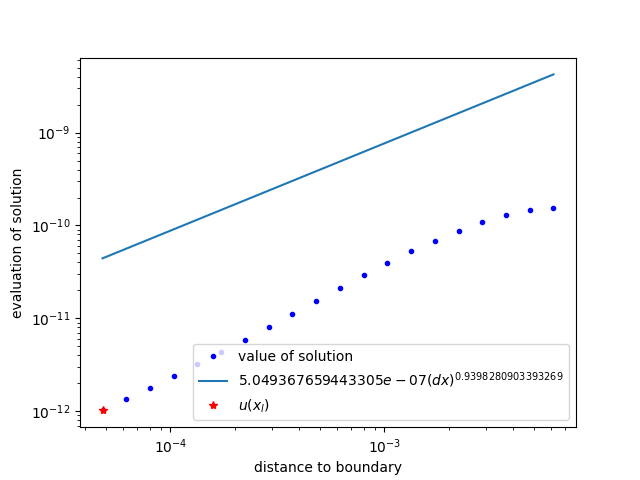 10⁻⁹
10⁻¹⁰
10⁻¹¹
10⁻¹²
evaluation of solution
value of solution
5.049367659443305e − 07(dx)^0.9398280903393269
u(x_l)
10⁻⁴
10⁻³
distance to boundary